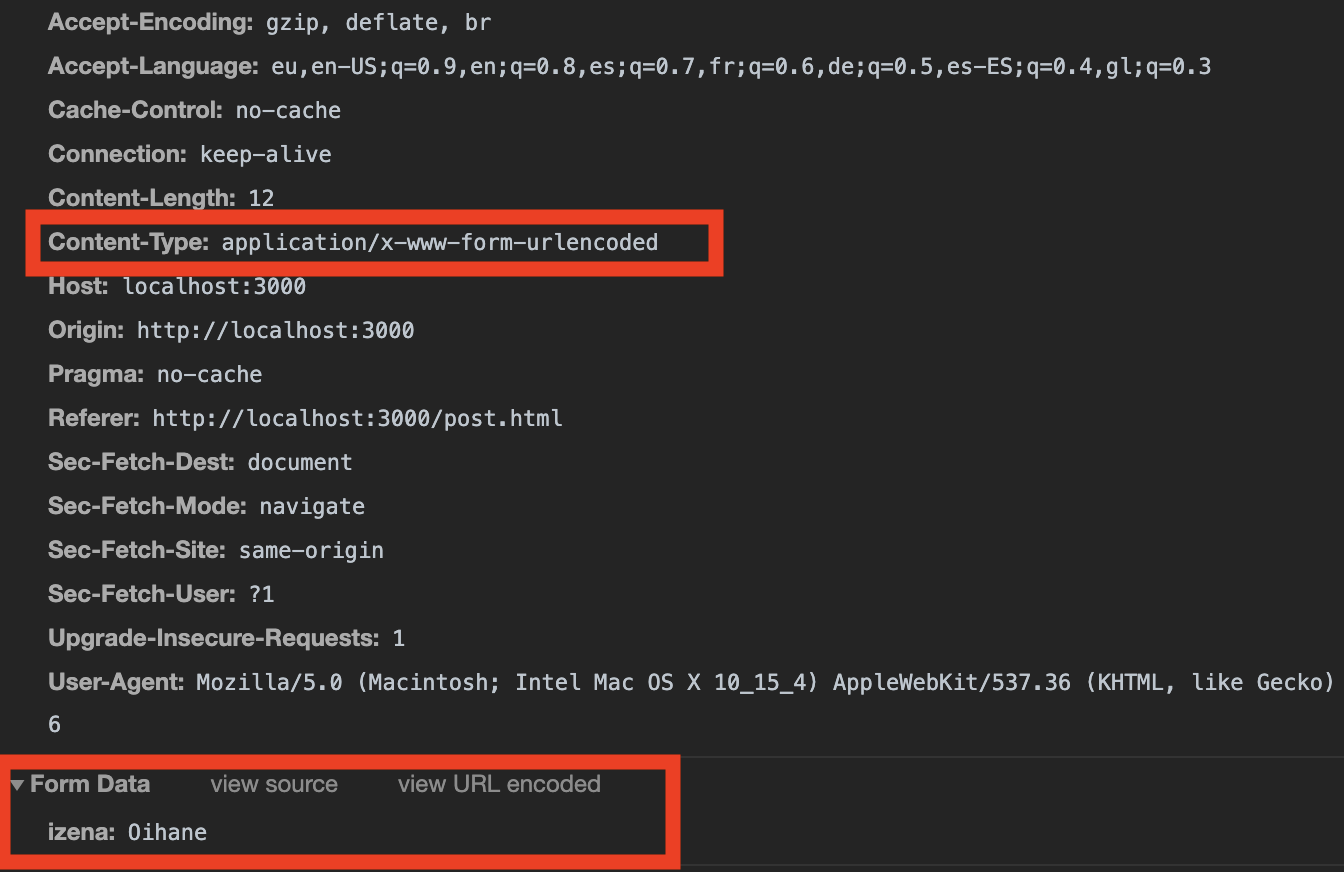 Accept-Encoding: gzip, deflate, br
Accept-Language: eu,en-US;q=0.9,en;q=0.8,es;q=0.7,fr;q=0.6,de;q=0.5,es-ES;q=0.4,gl;q=0.3
Cache-Control: no-cache
Connection: keep-alive
Content-Length: 12
Content-Type: application/x-www-form-urlencoded
Host: localhost:3000
Origin: http://localhost:3000
Pragma: no-cache
Referer: http://localhost:3000/post.html
Sec-Fetch-Dest: document
Sec-Fetch-Mode: navigate
Sec-Fetch-Site: same-origin
Sec-Fetch-User: ?1
Upgrade-Insecure-Requests: 1
User-Agent: Mozilla/5.0 (Macintosh; Intel Mac OS X 10_15_4) AppleWebKit/537.36 (KHTML, like Gecko)
6
Form Data view source view URL encoded
izena: Oihane